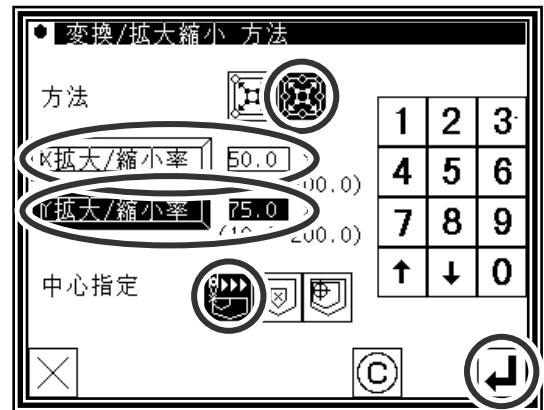 変換/拡大縮小 方法
方法
X拡大/縮小率 50.0
00.0)
Y拡大/縮小率 75.0
200.0)
中心指定
1 2 3
4 5 6
7 8 9
↑ ↓ 0
C